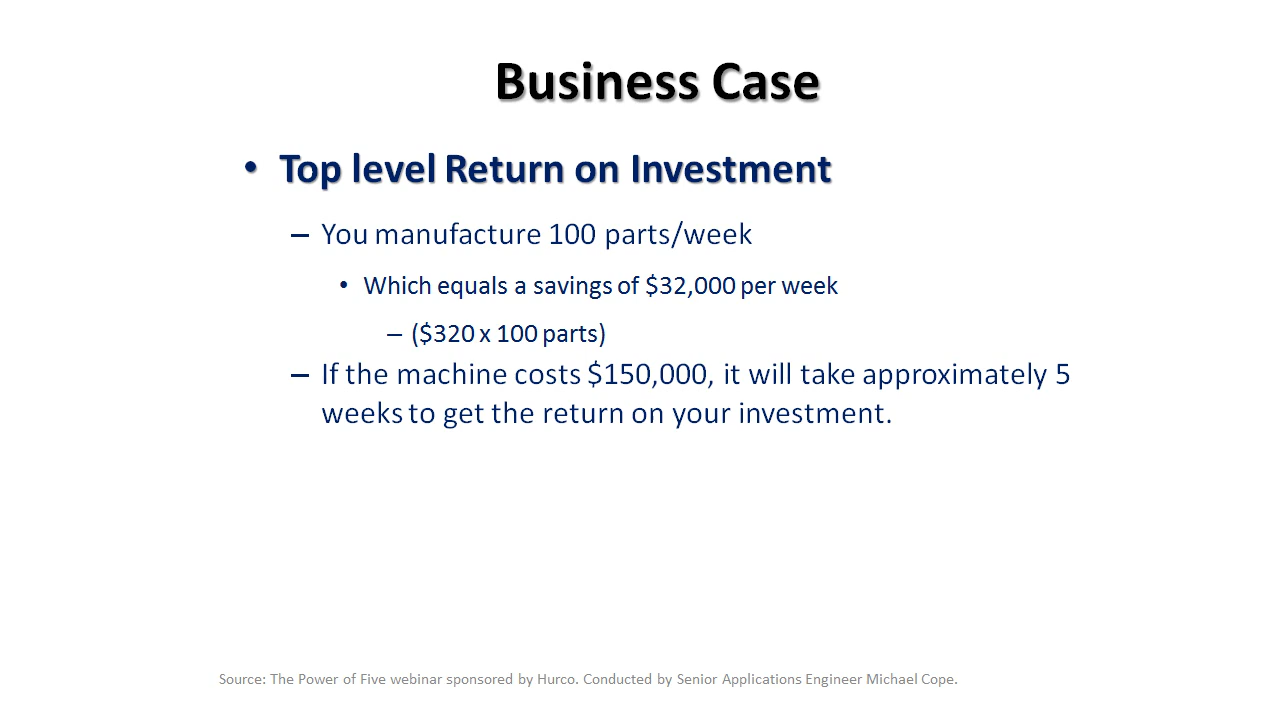 Business Case
• Top level Return on Investment
– You manufacture 100 parts/week
• Which equals a savings of $32,000 per week
– ($320 x 100 parts)
– If the machine costs $150,000, it will take approximately 5
weeks to get the return on your investment.
Source: The Power of Five webinar sponsored by Hurco. Conducted by Senior Applications Engineer Michael Cope.